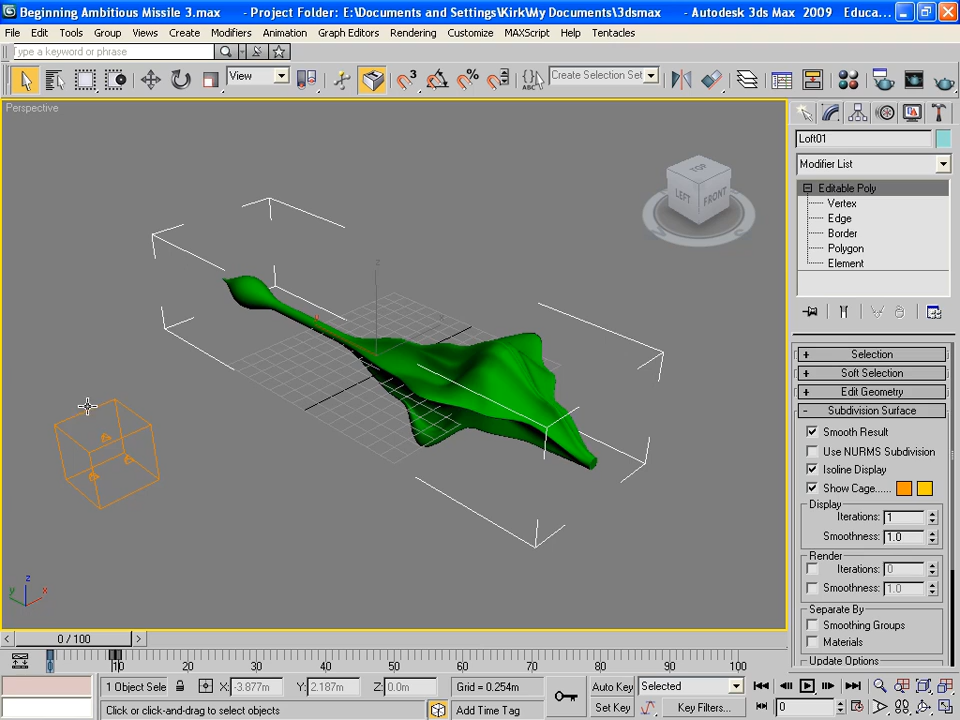 Beginning Ambitious Missile 3.max - Project Folder: E:\Documents and Settings\Kirk\My Documents\3dsmax - Autodesk 3ds Max 2009 Educa...
File Edit Tools Group Views Create Modifiers Animation Graph Editors Rendering Customize MAXScript Help Tentacles
Type a keyword or phrase
View
3
%
ABC
Create Selection Set
Perspective
TOP
LEFT
FRONT
z
z
y
x
Loft01
Modifier List
Editable Poly
Vertex
Edge
Border
Polygon
Element
+ Selection
+ Soft Selection
+ Edit Geometry
- Subdivision Surface
Smooth Result
Use NURMS Subdivision
Isoline Display
Show Cage......
Display
Iterations: 1
Smoothness: 1.0
Render
Iterations: 0
Smoothness: 1.0
Separate By
Smoothing Groups
Materials
Update Options
< 0 / 100 >
0 10 20 30 40 50 60 70 80 90 100
1 Object Sele X: -3.877m Y: 2.187m Z: 0.0m Grid = 0.254m
Auto Key Selected
Click or click-and-drag to select objects
Add Time Tag
Set Key Key Filters...
0